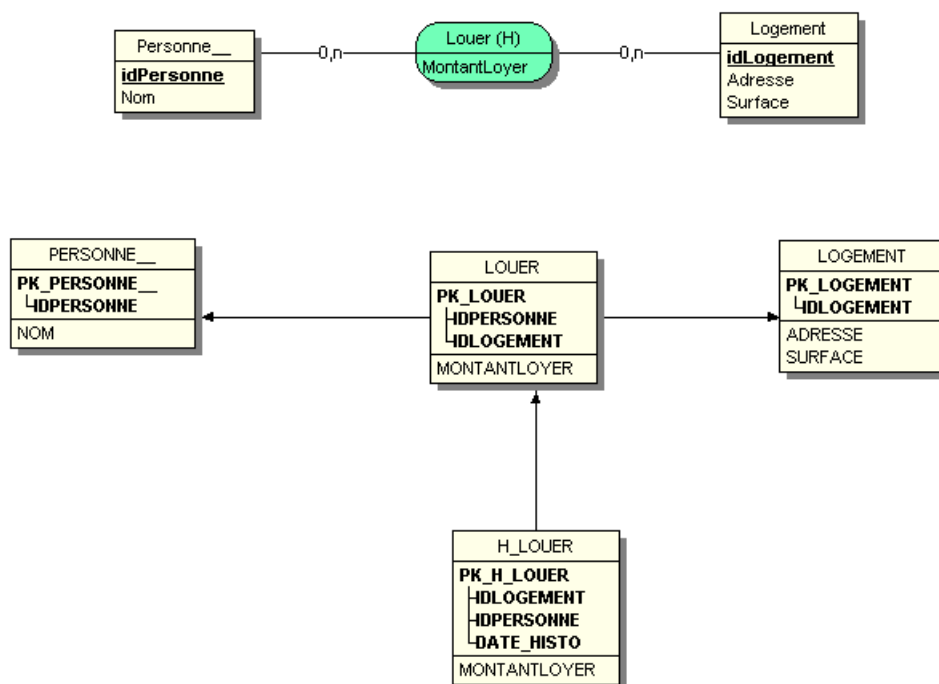 Personne__
idPersonne
Nom
0,n
Louer (H)
MontantLoyer
0,n
Logement
idLogement
Adresse
Surface
PERSONNE__
PK_PERSONNE__
IDPERSONNE
NOM
LOUER
PK_LOUER
IDPERSONNE
IDLOGEMENT
MONTANTLOYER
LOGEMENT
PK_LOGEMENT
IDLOGEMENT
ADRESSE
SURFACE
H_LOUER
PK_H_LOUER
IDLOGEMENT
IDPERSONNE
DATE_HISTO
MONTANTLOYER